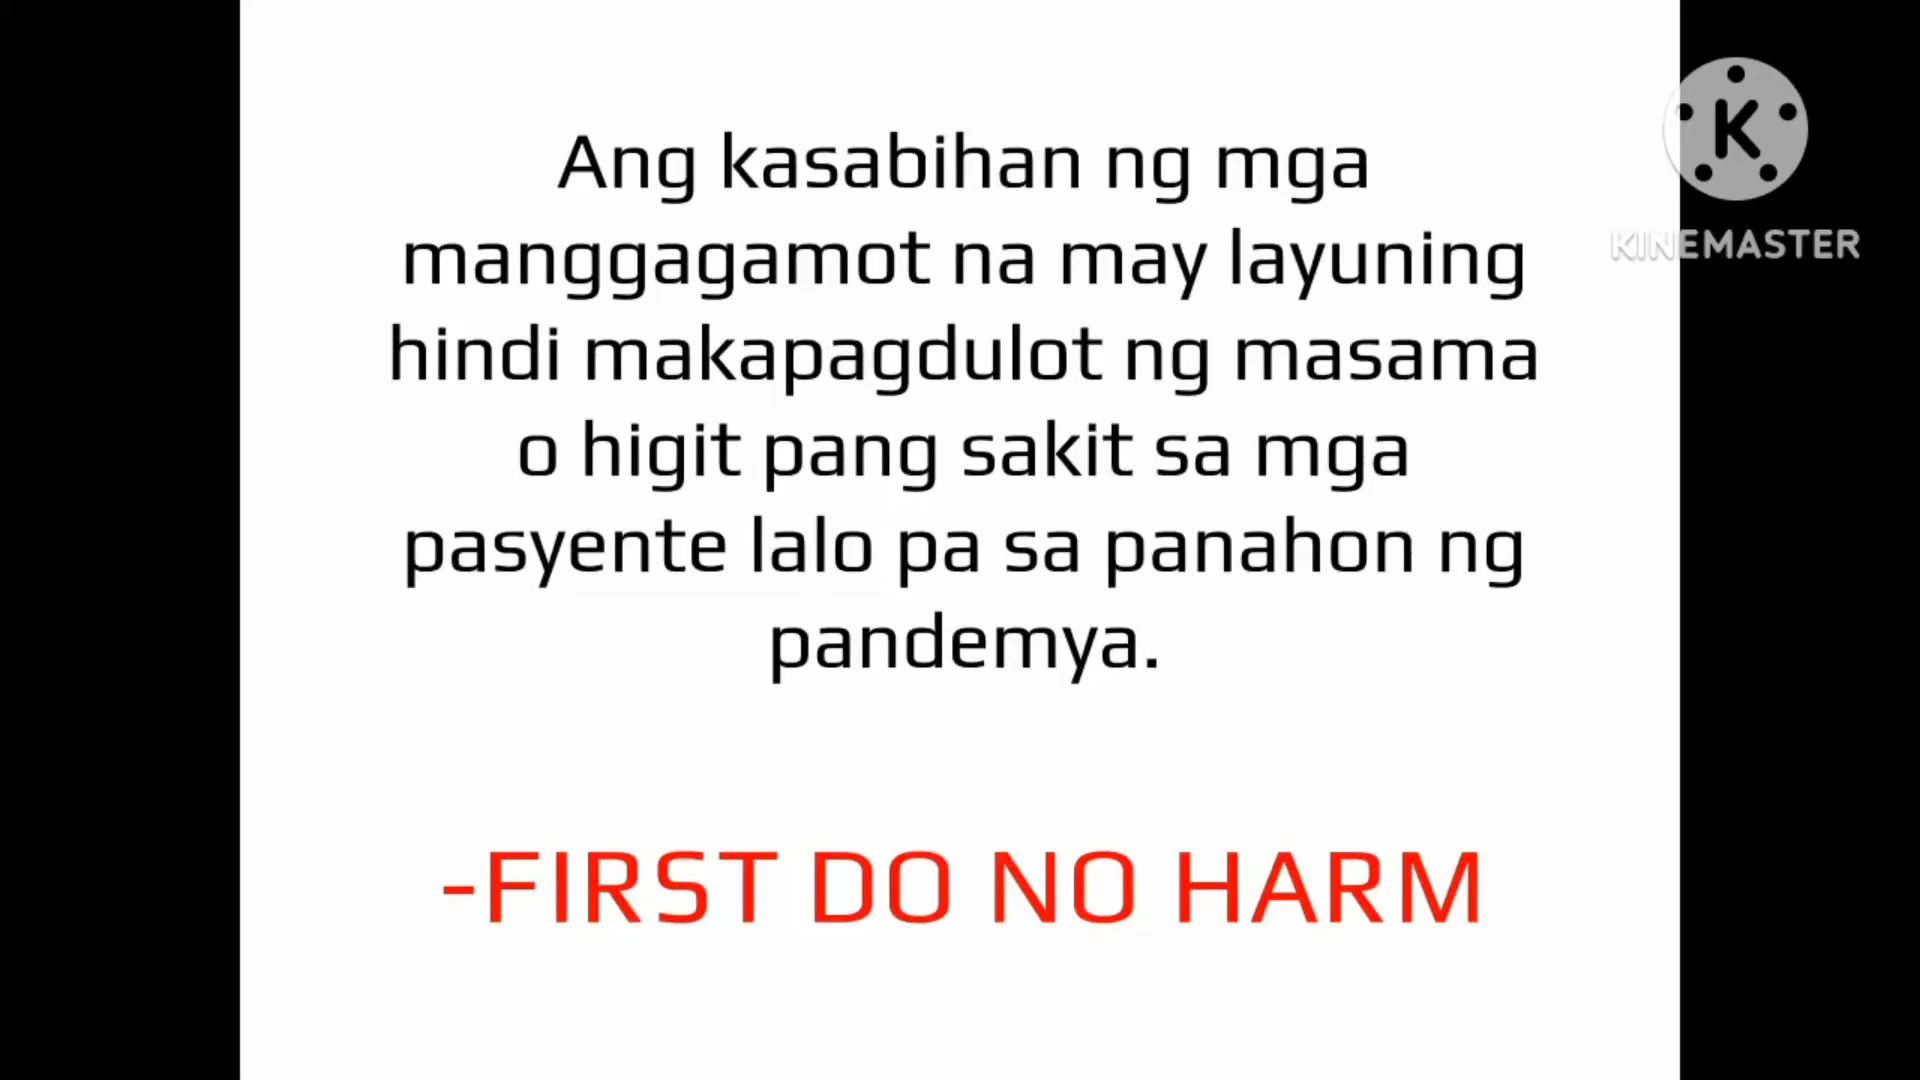 Ang kasabihan ng mga
manggagamot na may layuning
hindi makapagdulot ng masama
o higit pang sakit sa mga
pasyente lalo pa sa panahon ng
pandemya.
-FIRST DO NO HARM
K
KINEMASTER